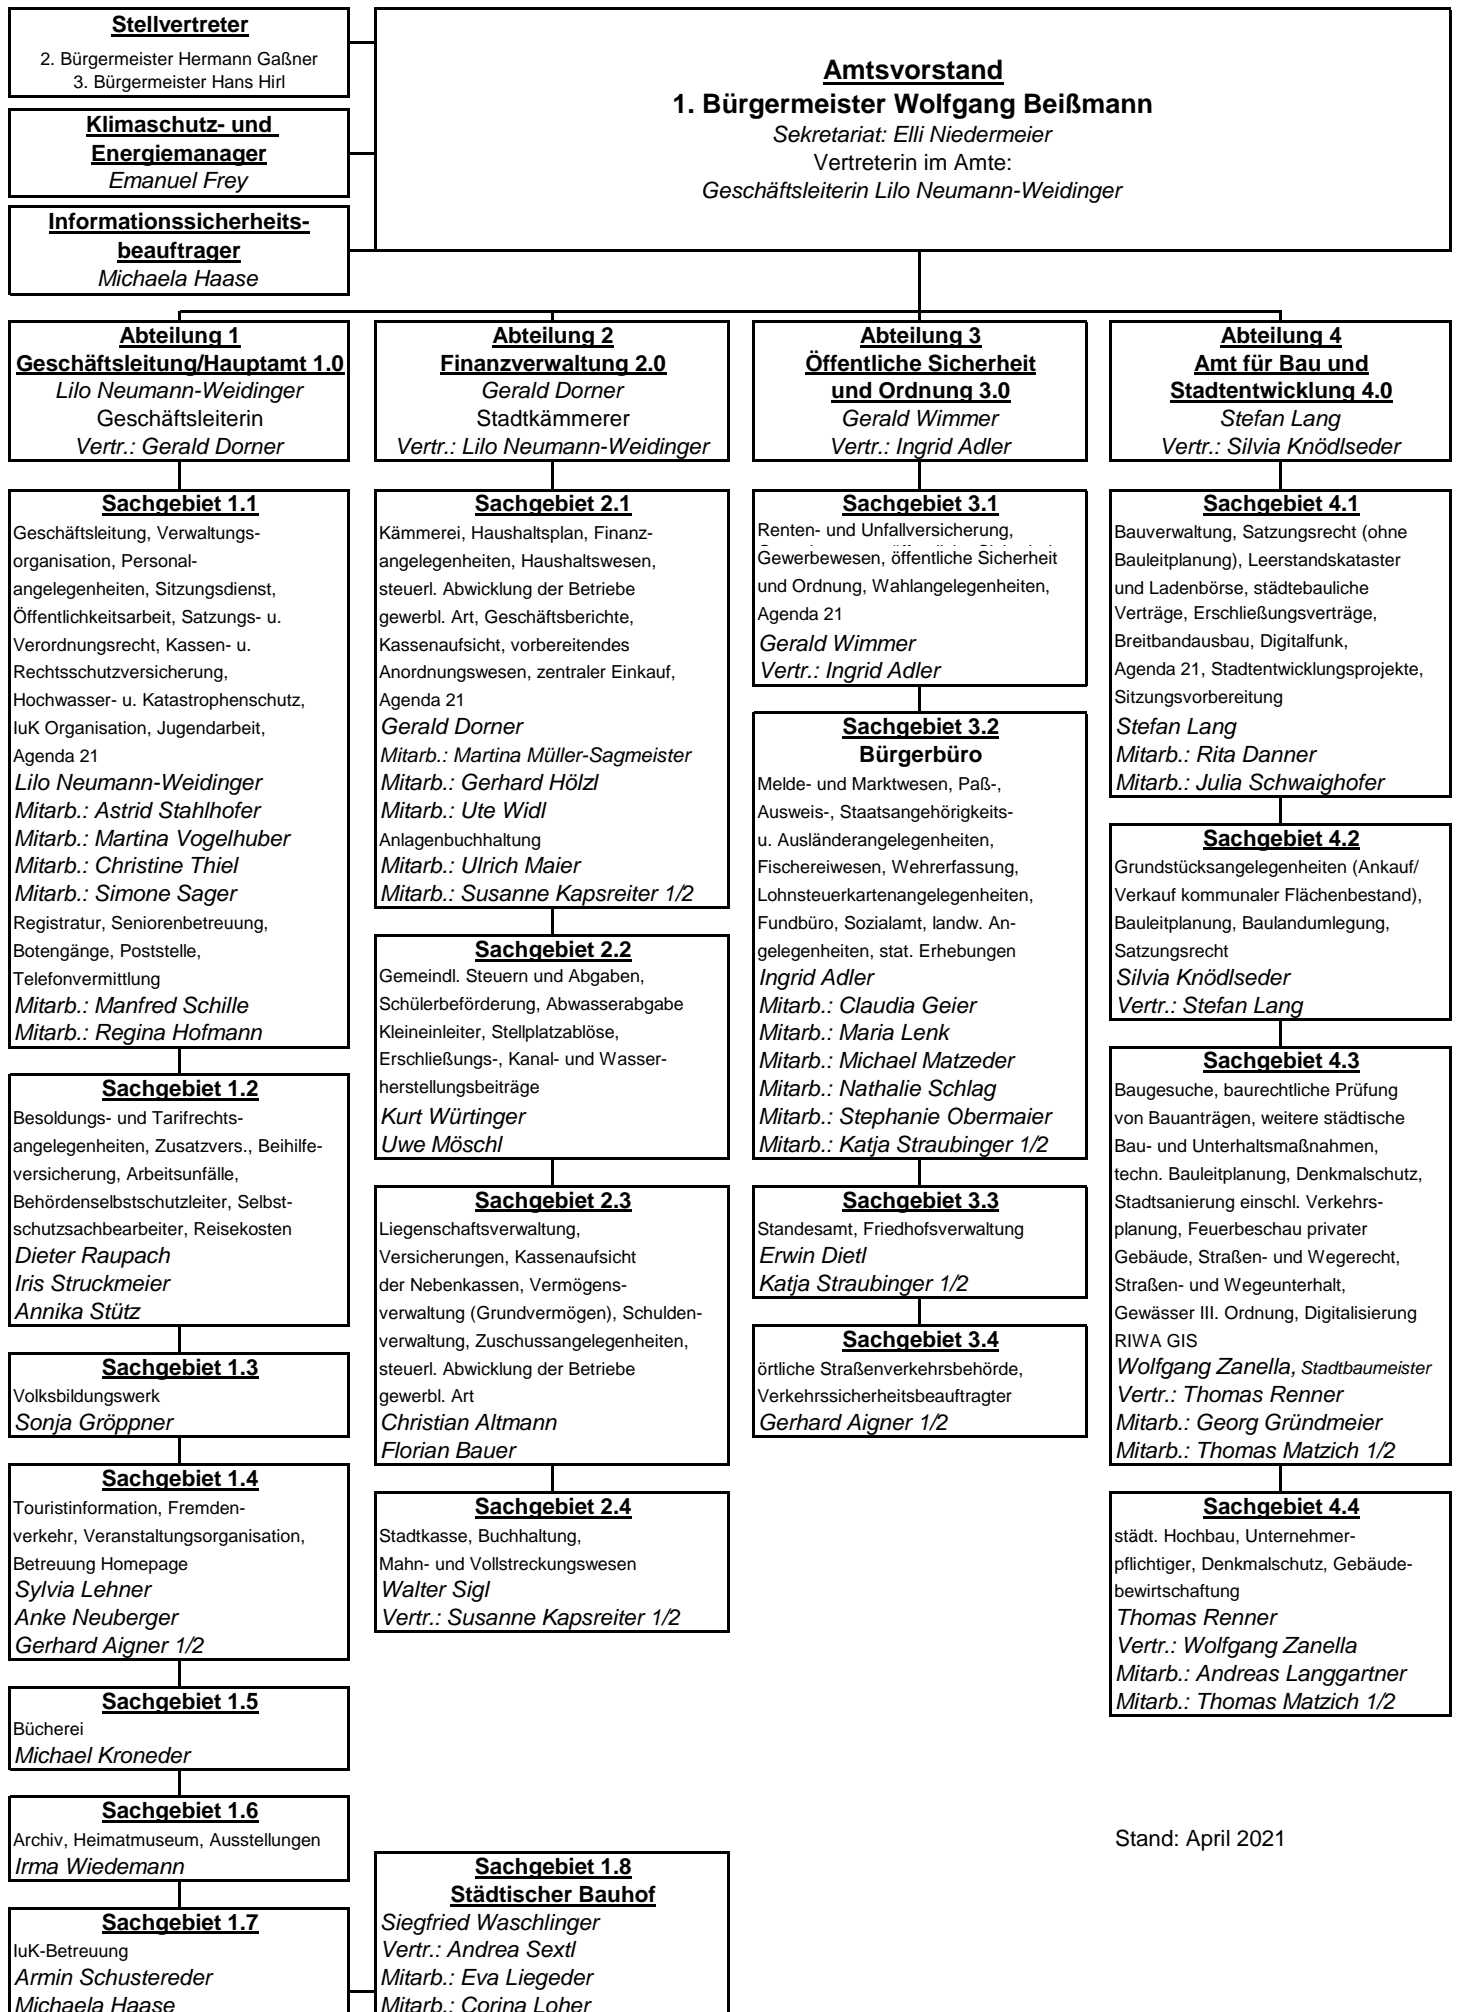 Stellvertreter
2. Bürgermeister Hermann Gaßner
3. Bürgermeister Hans Hirl
Klimaschutz- und
Energiemanager
Emanuel Frey
Informationssicherheits-
beauftrager
Michaela Haase
Amtsvorstand
1. Bürgermeister Wolfgang Beißmann
Sekretariat: Elli Niedermeier
Vertreterin im Amte:
Geschäftsleiterin Lilo Neumann-Weidinger
Abteilung 1
Geschäftsleitung/Hauptamt 1.0
Lilo Neumann-Weidinger
Geschäftsleiterin
Vertr.: Gerald Dorner
Sachgebiet 1.1
Geschäftsleitung, Verwaltungs-
organisation, Personal-
angelegenheiten, Sitzungsdienst,
Öffentlichkeitsarbeit, Satzungs- u.
Verordnungsrecht, Kassen- u.
Rechtsschutzversicherung,
Hochwasser- u. Katastrophenschutz,
IuK Organisation, Jugendarbeit,
Agenda 21
Lilo Neumann-Weidinger
Mitarb.: Astrid Stahlhofer
Mitarb.: Martina Vogelhuber
Mitarb.: Christine Thiel
Mitarb.: Simone Sager
Registratur, Seniorenbetreuung,
Botengänge, Poststelle,
Telefonvermittlung
Mitarb.: Manfred Schille
Mitarb.: Regina Hofmann
Sachgebiet 1.2
Besoldungs- und Tarifrechts-
angelegenheiten, Zusatzvers., Beihilfe-
versicherung, Arbeitsunfälle,
Behördenselbstschutzleiter, Selbst-
schutzsachbearbeiter, Reisekosten
Dieter Raupach
Iris Struckmeier
Annika Stütz
Sachgebiet 1.3
Volksbildungswerk
Sonja Gröppner
Sachgebiet 1.4
Touristinformation, Fremden-
verkehr, Veranstaltungsorganisation,
Betreuung Homepage
Sylvia Lehner
Anke Neuberger
Gerhard Aigner 1/2
Sachgebiet 1.5
Bücherei
Michael Kroneder
Sachgebiet 1.6
Archiv, Heimatmuseum, Ausstellungen
Irma Wiedemann
Sachgebiet 1.7
IuK-Betreuung
Armin Schustereder
Michaela Haase
Abteilung 2
Finanzverwaltung 2.0
Gerald Dorner
Stadtkämmerer
Vertr.: Lilo Neumann-Weidinger
Sachgebiet 2.1
Kämmerei, Haushaltsplan, Finanz-
angelegenheiten, Haushaltswesen,
steuerl. Abwicklung der Betriebe
gewerbl. Art, Geschäftsberichte,
Kassenaufsicht, vorbereitendes
Anordnungswesen, zentraler Einkauf,
Agenda 21
Gerald Dorner
Mitarb.: Martina Müller-Sagmeister
Mitarb.: Gerhard Hölzl
Mitarb.: Ute Widl
Anlagenbuchhaltung
Mitarb.: Ulrich Maier
Mitarb.: Susanne Kapsreiter 1/2
Sachgebiet 2.2
Gemeindl. Steuern und Abgaben,
Schülerbeförderung, Abwasserabgabe
Kleineinleiter, Stellplatzablöse,
Erschließungs-, Kanal- und Wasser-
herstellungsbeiträge
Kurt Würtinger
Uwe Möschl
Sachgebiet 2.3
Liegenschaftsverwaltung,
Versicherungen, Kassenaufsicht
der Nebenkassen, Vermögens-
verwaltung (Grundvermögen), Schulden-
verwaltung, Zuschussangelegenheiten,
steuerl. Abwicklung der Betriebe
gewerbl. Art
Christian Altmann
Florian Bauer
Sachgebiet 2.4
Stadtkasse, Buchhaltung,
Mahn- und Vollstreckungswesen
Walter Sigl
Vertr.: Susanne Kapsreiter 1/2
Sachgebiet 1.8
Städtischer Bauhof
Siegfried Waschlinger
Vertr.: Andrea Sextl
Mitarb.: Eva Liegeder
Mitarb.: Corina Loher
Abteilung 3
Öffentliche Sicherheit
und Ordnung 3.0
Gerald Wimmer
Vertr.: Ingrid Adler
Sachgebiet 3.1
Renten- und Unfallversicherung,
Gewerbewesen, öffentliche Sicherheit
und Ordnung, Wahlangelegenheiten,
Agenda 21
Gerald Wimmer
Vertr.: Ingrid Adler
Sachgebiet 3.2
Bürgerbüro
Melde- und Marktwesen, Paß-,
Ausweis-, Staatsangehörigkeits-
u. Ausländerangelegenheiten,
Fischereiwesen, Wehrerfassung,
Lohnsteuerkartenangelegenheiten,
Fundbüro, Sozialamt, landw. An-
gelegenheiten, stat. Erhebungen
Ingrid Adler
Mitarb.: Claudia Geier
Mitarb.: Maria Lenk
Mitarb.: Michael Matzeder
Mitarb.: Nathalie Schlag
Mitarb.: Stephanie Obermaier
Mitarb.: Katja Straubinger 1/2
Sachgebiet 3.3
Standesamt, Friedhofsverwaltung
Erwin Dietl
Katja Straubinger 1/2
Sachgebiet 3.4
örtliche Straßenverkehrsbehörde,
Verkehrssicherheitsbeauftragter
Gerhard Aigner 1/2
Abteilung 4
Amt für Bau und
Stadtentwicklung 4.0
Stefan Lang
Vertr.: Silvia Knödlseder
Sachgebiet 4.1
Bauverwaltung, Satzungsrecht (ohne
Bauleitplanung), Leerstandskataster
und Ladenbörse, städtebauliche
Verträge, Erschließungsverträge,
Breitbandausbau, Digitalfunk,
Agenda 21, Stadtentwicklungsprojekte,
Sitzungsvorbereitung
Stefan Lang
Mitarb.: Rita Danner
Mitarb.: Julia Schwaighofer
Sachgebiet 4.2
Grundstücksangelegenheiten (Ankauf/
Verkauf kommunaler Flächenbestand),
Bauleitplanung, Baulandumlegung,
Satzungsrecht
Silvia Knödlseder
Vertr.: Stefan Lang
Sachgebiet 4.3
Baugesuche, baurechtliche Prüfung
von Bauanträgen, weitere städtische
Bau- und Unterhaltsmaßnahmen,
techn. Bauleitplanung, Denkmalschutz,
Stadtsanierung einschl. Verkehrs-
planung, Feuerbeschau privater
Gebäude, Straßen- und Wegerecht,
Straßen- und Wegeunterhalt,
Gewässer III. Ordnung, Digitalisierung
RIWA GIS
Wolfgang Zanella, Stadtbaumeister
Vertr.: Thomas Renner
Mitarb.: Georg Gründmeier
Mitarb.: Thomas Matzich 1/2
Sachgebiet 4.4
städt. Hochbau, Unternehmer-
pflichtiger, Denkmalschutz, Gebäude-
bewirtschaftung
Thomas Renner
Vertr.: Wolfgang Zanella
Mitarb.: Andreas Langgartner
Mitarb.: Thomas Matzich 1/2
Stand: April 2021